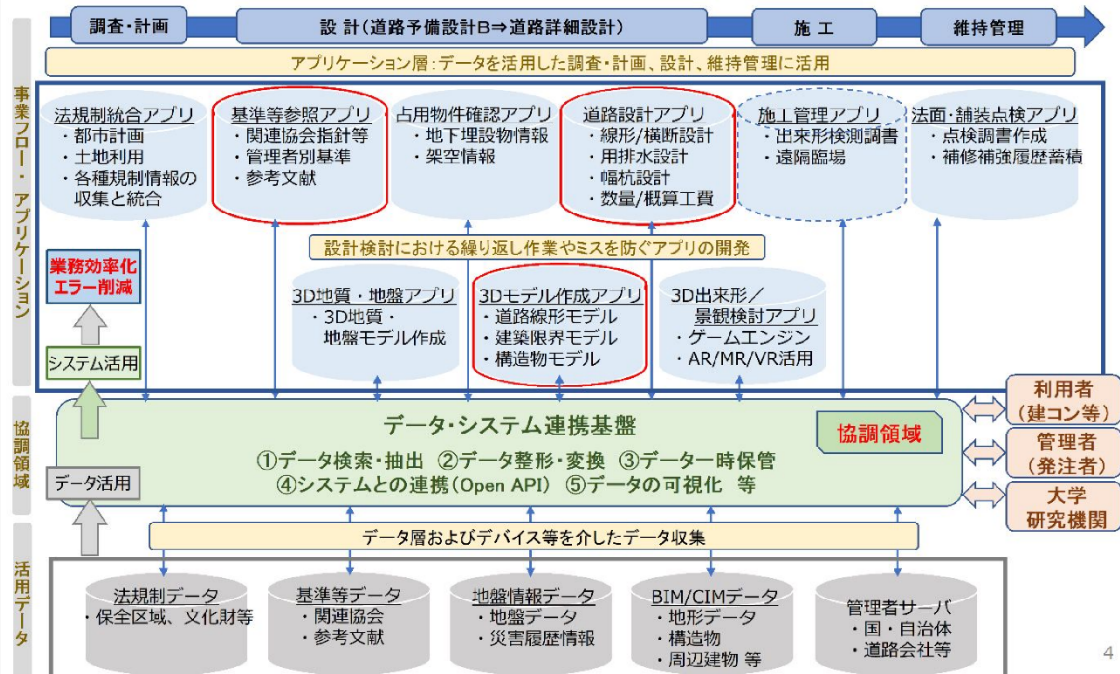 調査・計画
設 計(道路予備設計B⇒道路詳細設計)
施 工
維持管理
アプリケーション層:データを活用した調査・計画、設計、維持管理に活用
事業フロー・アプリケーション
法規制統合アプリ
・都市計画
・土地利用
・各種規制情報の
収集と統合
基準等参照アプリ
・関連協会指針等
・管理者別基準
・参考文献
占用物件確認アプリ
・地下埋設物情報
・架空情報
道路設計アプリ
・線形/横断設計
・用排水設計
・幅杭設計
・数量/概算工費
施工管理アプリ
・出来形検測調書
・遠隔臨場
法面・舗装点検アプリ
・点検調書作成
・補修補強履歴蓄積
設計検討における繰り返し作業やミスを防ぐアプリの開発
業務効率化
エラー削減
システム活用
3D地質・地盤アプリ
・3D地質・
地盤モデル作成
3Dモデル作成アプリ
・道路線形モデル
・建築限界モデル
・構造物モデル
3D出来形/
景観検討アプリ
・ゲームエンジン
・AR/MR/VR活用
協調領域
データ・システム連携基盤
協調領域
①データ検索・抽出 ②データ整形・変換 ③データ一時保管
④システムとの連携(Open API) ⑤データの可視化 等
データ活用
利用者
(建コン等)
管理者
(発注者)
大学
研究機関
データ層およびデバイス等を介したデータ収集
活用データ
法規制データ
・保全区域、文化財等
基準等データ
・関連協会
・参考文献
地盤情報データ
・地盤データ
・災害履歴情報
BIM/CIMデータ
・地形データ
・構造物
・周辺建物 等
管理者サーバ
・国・自治体
・道路会社等
4